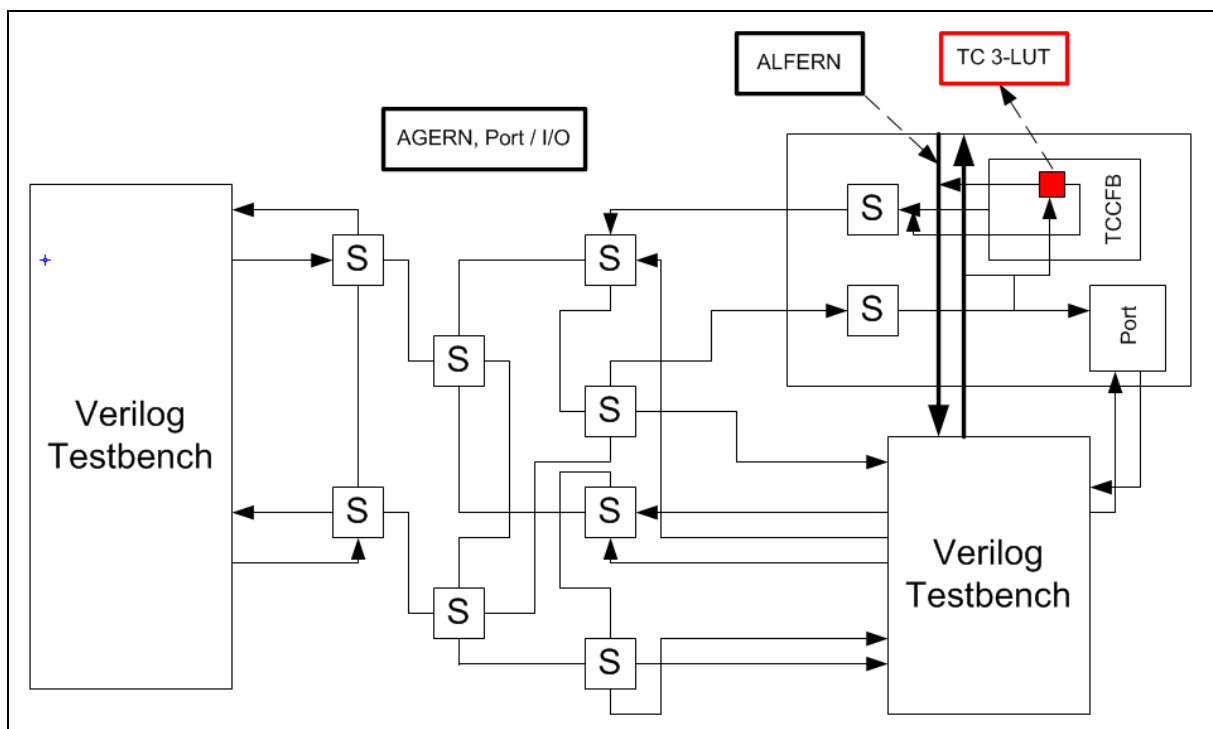 ALFERN
TC 3-LUT
AGERN, Port / I/O
TCCFB
S
S
S
S
S
Port
S
S
Verilog
Testbench
S
S
S
Verilog
Testbench
S